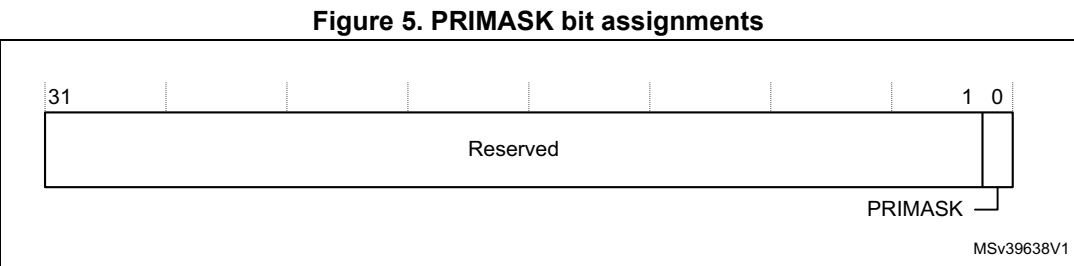 Figure 5. PRIMASK bit assignments
31 1 0
Reserved
PRIMASK
MSv39638V1